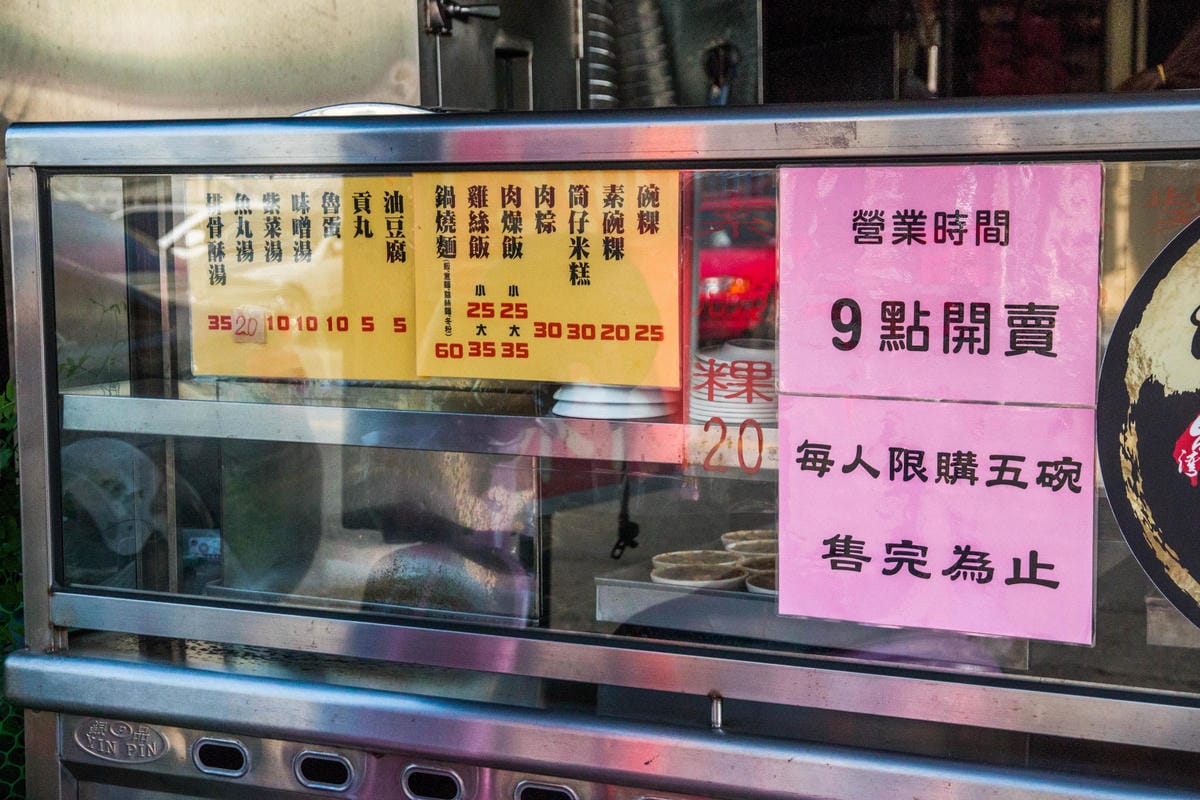 碗粿 25
素碗粿 20
筒仔米糕 30
肉粽 30
肉燥飯 小 25 大 35
雞絲飯 小 25 大 35
鍋燒麵 60
油豆腐 5
貢丸 5
魯蛋 10
味噌湯 10
紫菜湯 10
魚丸湯 20
排骨酥湯 35
粿
20
營業時間
9點開賣
每人限購五碗
售完為止
YIN PIN